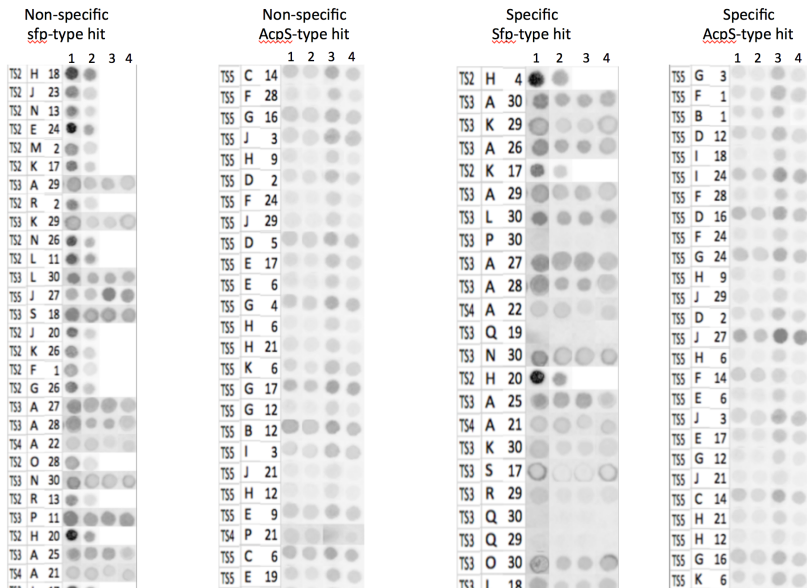 Non-specific
sfp-type hit
1 2 3 4
TS2 H 18
TS2 J 23
TS2 N 13
TS2 E 24
TS2 M 2
TS2 K 17
TS3 A 29
TS2 R 2
TS3 K 29
TS2 N 26
TS2 L 11
TS3 L 30
TS5 J 27
TS3 S 18
TS2 J 20
TS2 K 26
TS2 F 1
TS2 G 26
TS3 A 27
TS3 A 28
TS4 A 22
TS2 O 28
TS3 N 30
TS2 R 13
TS3 P 11
TS2 H 20
TS3 A 25
TS4 A 21
Non-specific
AcpS-type hit
1 2 3 4
TS5 C 14
TS5 F 28
TS5 G 16
TS5 J 3
TS5 H 9
TS5 D 2
TS5 F 24
TS5 J 29
TS5 D 5
TS5 E 17
TS5 E 6
TS5 G 4
TS5 H 6
TS5 H 21
TS5 K 6
TS5 G 17
TS5 G 12
TS5 B 12
TS5 I 3
TS5 J 21
TS5 H 12
TS5 E 9
TS4 P 21
TS5 C 6
TS5 E 19
Specific
Sfp-type hit
1 2 3 4
TS2 H 4
TS3 A 30
TS3 K 29
TS3 A 26
TS2 K 17
TS3 A 29
TS3 L 30
TS3 P 30
TS3 A 27
TS3 A 28
TS4 A 22
TS3 Q 19
TS3 N 30
TS2 H 20
TS3 A 25
TS4 A 21
TS3 K 30
TS3 S 17
TS3 R 29
TS3 Q 30
TS3 Q 29
TS3 O 30
TS3 L 18
Specific
AcpS-type hit
1 2 3 4
TS5 G 3
TS5 F 1
TS5 B 1
TS5 D 12
TS5 I 18
TS5 I 24
TS5 F 28
TS5 D 16
TS5 F 24
TS5 G 24
TS5 H 9
TS5 J 29
TS5 D 2
TS5 J 27
TS5 H 6
TS5 F 14
TS5 E 6
TS5 J 3
TS5 E 17
TS5 G 12
TS5 J 21
TS5 C 14
TS5 H 21
TS5 H 12
TS5 G 16
TS5 K 6